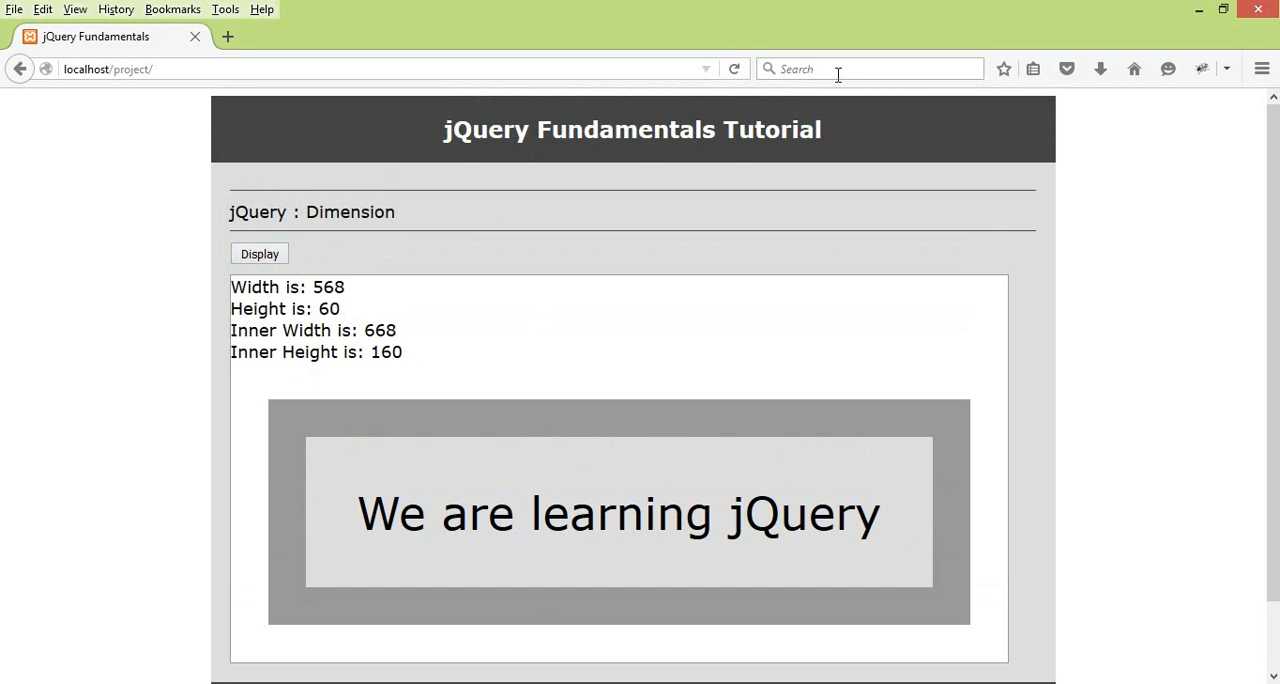 File Edit View History Bookmarks Tools Help
jQuery Fundamentals
localhost/project/ Search
jQuery Fundamentals Tutorial
jQuery : Dimension
Display
Width is: 568
Height is: 60
Inner Width is: 668
Inner Height is: 160
We are learning jQuery